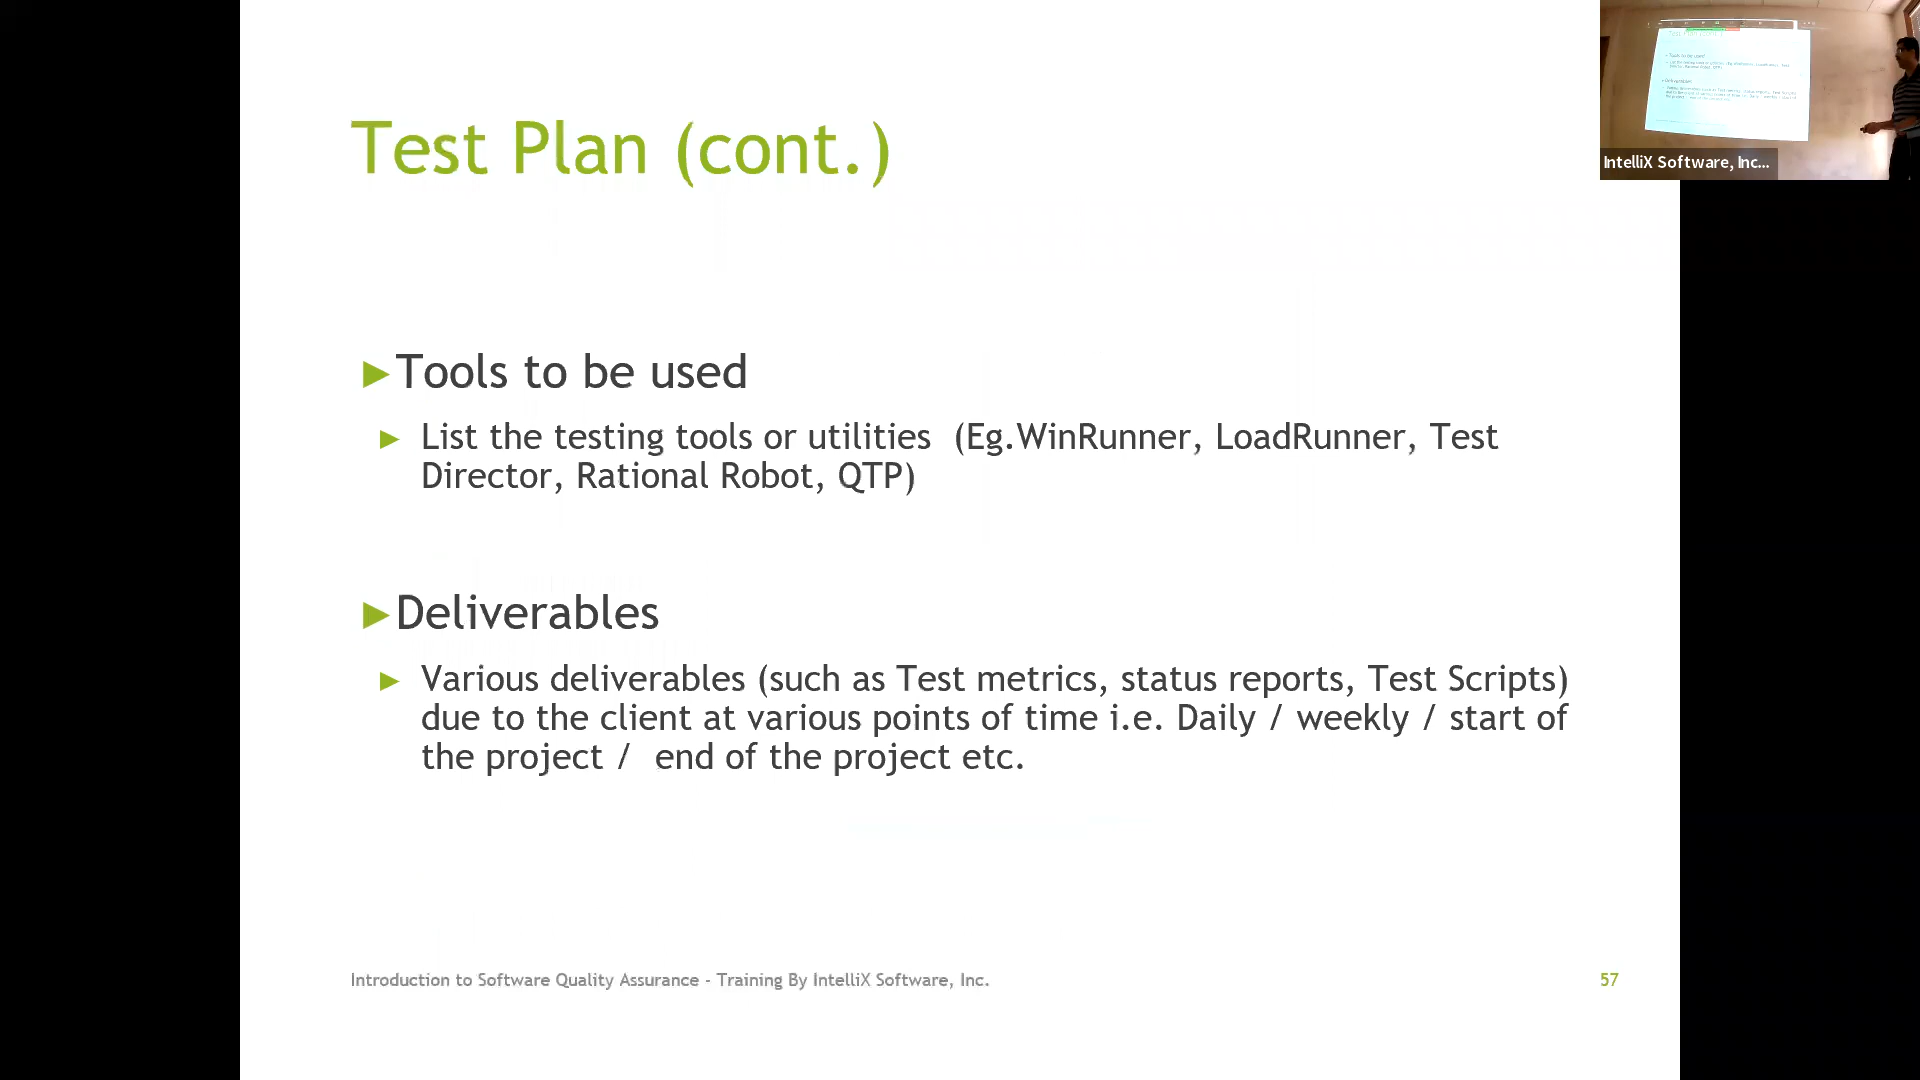 Test Plan (cont.)
►Tools to be used
► List the testing tools or utilities (Eg.WinRunner, LoadRunner, Test
Director, Rational Robot, QTP)
►Deliverables
► Various deliverables (such as Test metrics, status reports, Test Scripts)
due to the client at various points of time i.e. Daily / weekly / start of
the project / end of the project etc.
Introduction to Software Quality Assurance - Training By IntelliX Software, Inc.
57
IntelliX Software, Inc...